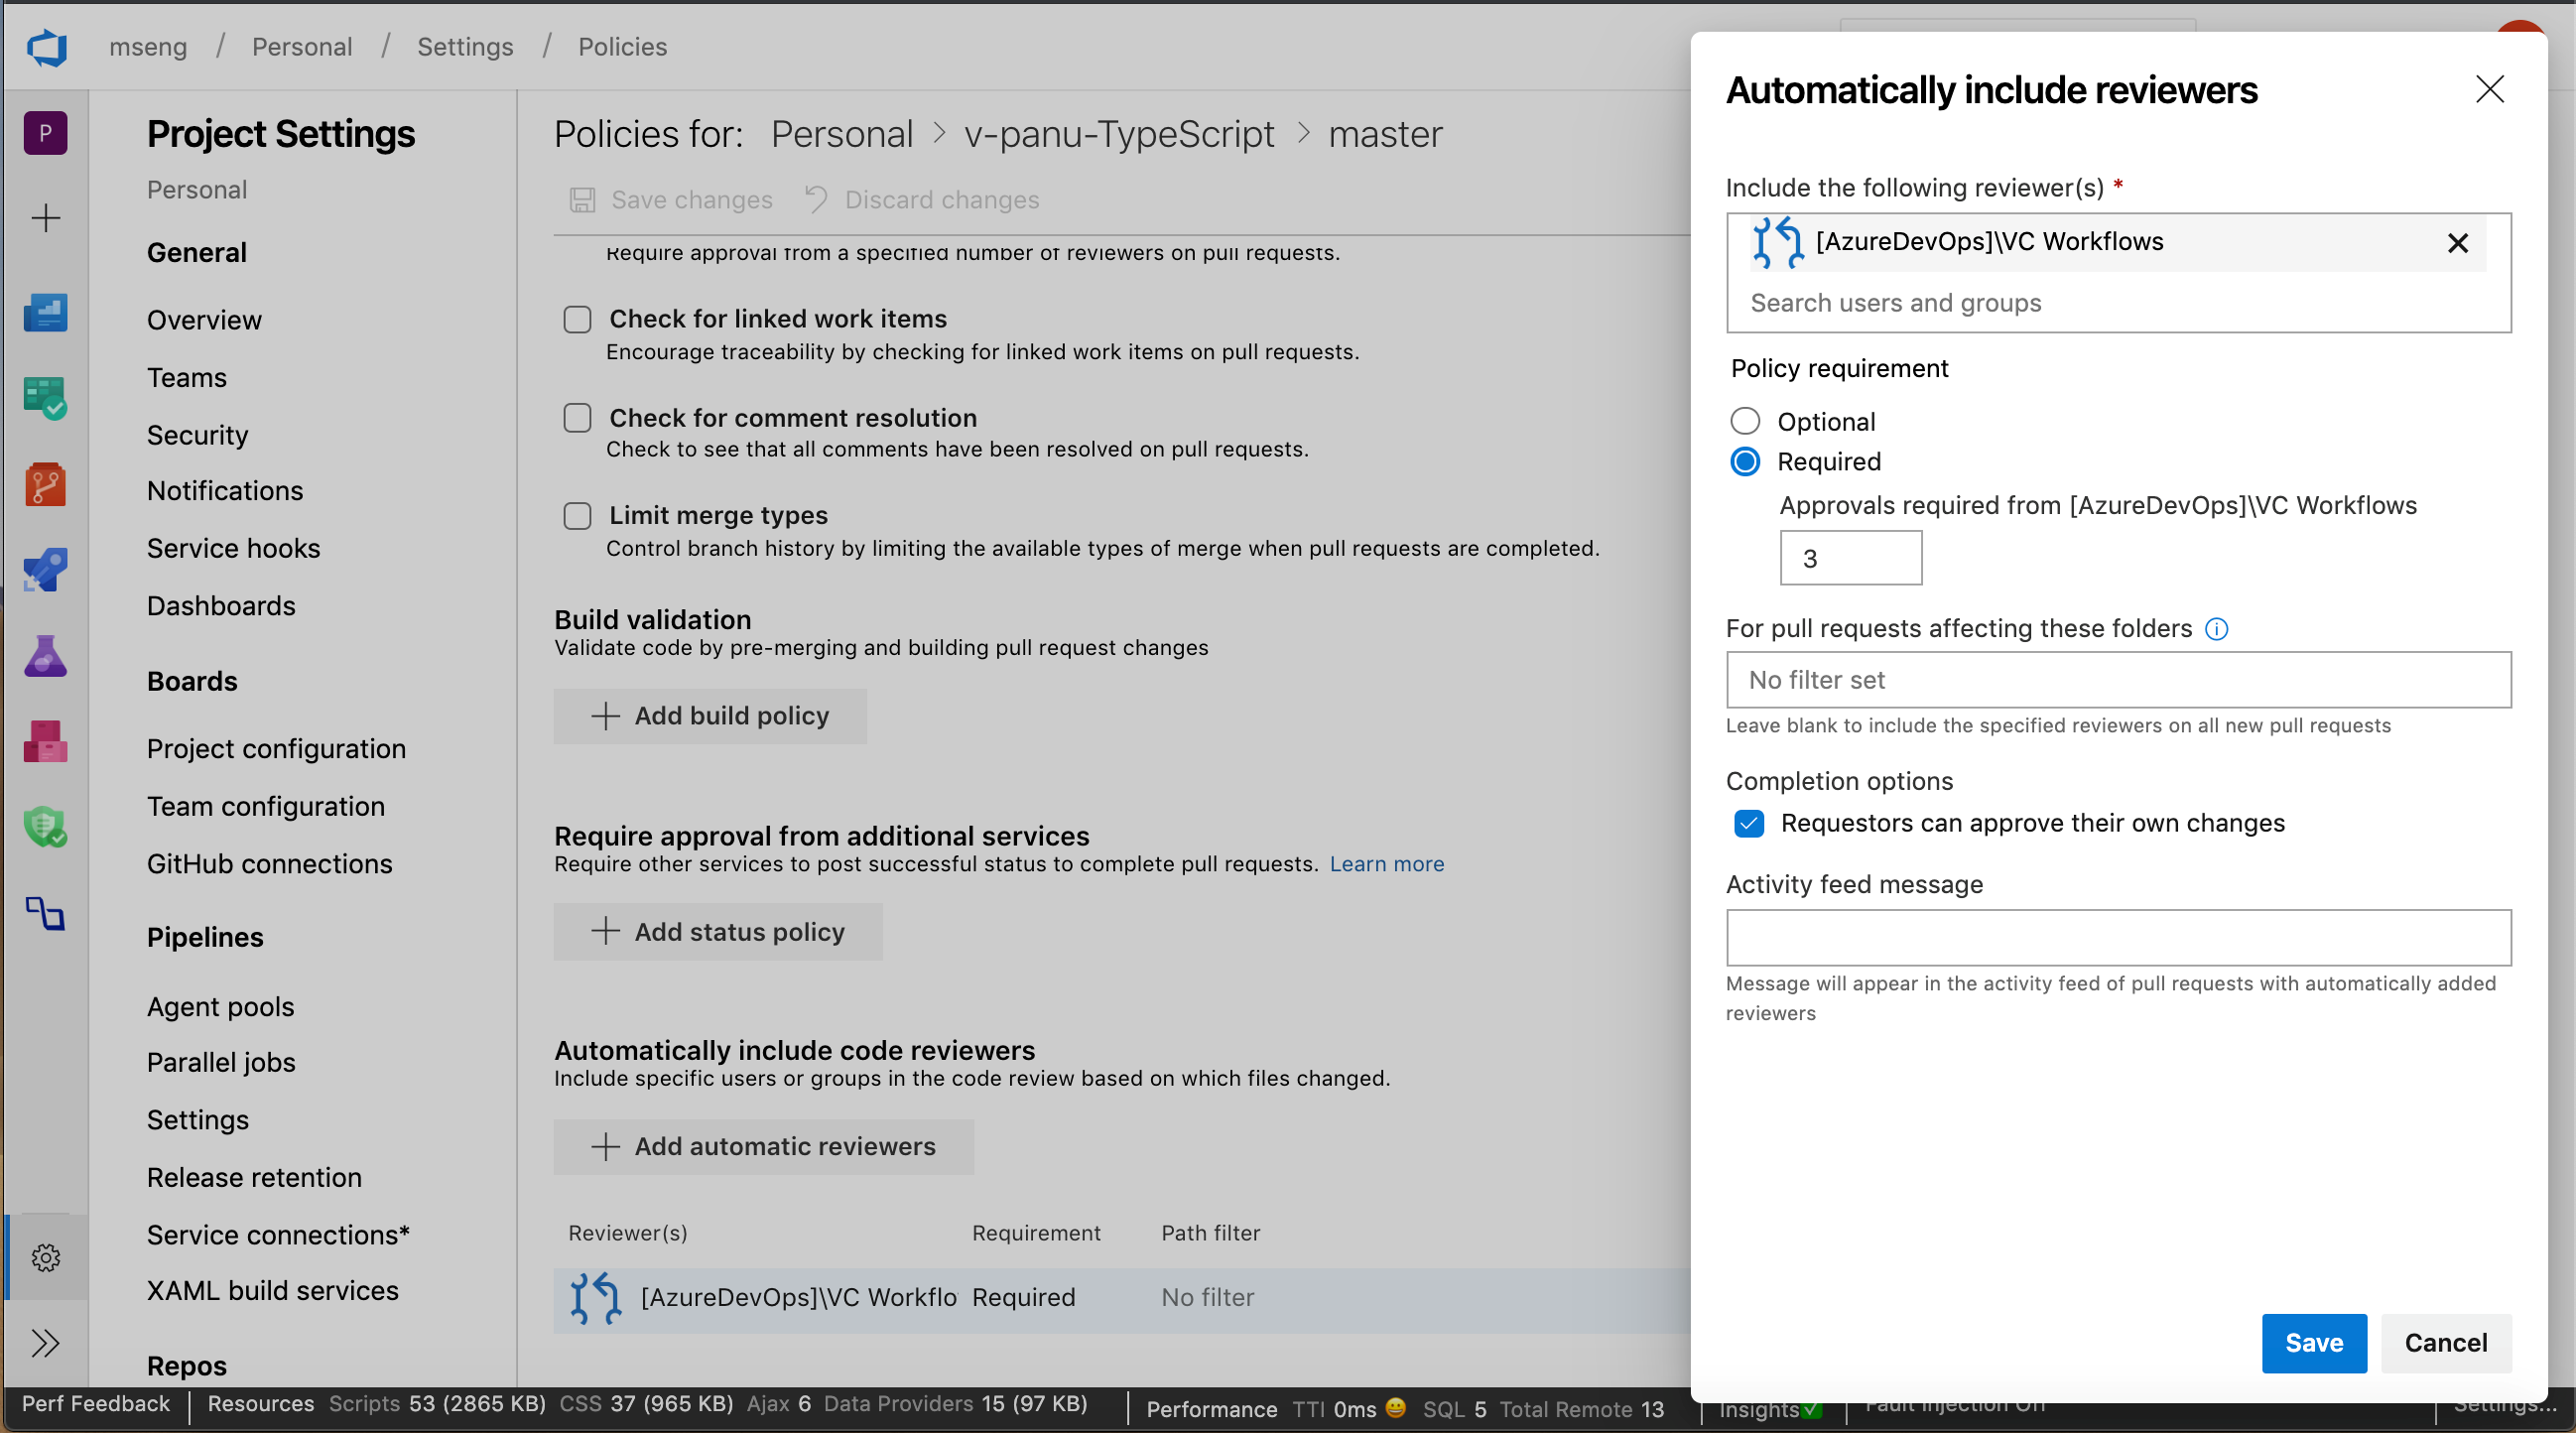 mseng / Personal / Settings / Policies
P
Project Settings
Personal
General
Overview
Teams
Security
Notifications
Service hooks
Dashboards
Boards
Project configuration
Team configuration
GitHub connections
Pipelines
Agent pools
Parallel jobs
Settings
Release retention
Service connections*
XAML build services
Repos
Policies for: Personal > v-panu-TypeScript > master
Save changes Discard changes
Require approval from a specified number of reviewers on pull requests.
Check for linked work items
Encourage traceability by checking for linked work items on pull requests.
Check for comment resolution
Check to see that all comments have been resolved on pull requests.
Limit merge types
Control branch history by limiting the available types of merge when pull requests are completed.
Build validation
Validate code by pre-merging and building pull request changes
Add build policy
Require approval from additional services
Require other services to post successful status to complete pull requests. Learn more
Add status policy
Automatically include code reviewers
Include specific users or groups in the code review based on which files changed.
Add automatic reviewers
Reviewer(s) Requirement Path filter
[AzureDevOps]\VC Workflo Required No filter
Automatically include reviewers
Include the following reviewer(s) *
[AzureDevOps]\VC Workflows
Search users and groups
Policy requirement
Optional
Required
Approvals required from [AzureDevOps]\VC Workflows
3
For pull requests affecting these folders
No filter set
Leave blank to include the specified reviewers on all new pull requests
Completion options
Requestors can approve their own changes
Activity feed message
Message will appear in the activity feed of pull requests with automatically added
reviewers
Save Cancel
Perf Feedback Resources Scripts 53 (2865 KB) CSS 37 (965 KB) Ajax 6 Data Providers 15 (97 KB) Performance TTI 0ms 😀 SQL 5 Total Remote 13 Insights✅ Fault Injection Off Settings...